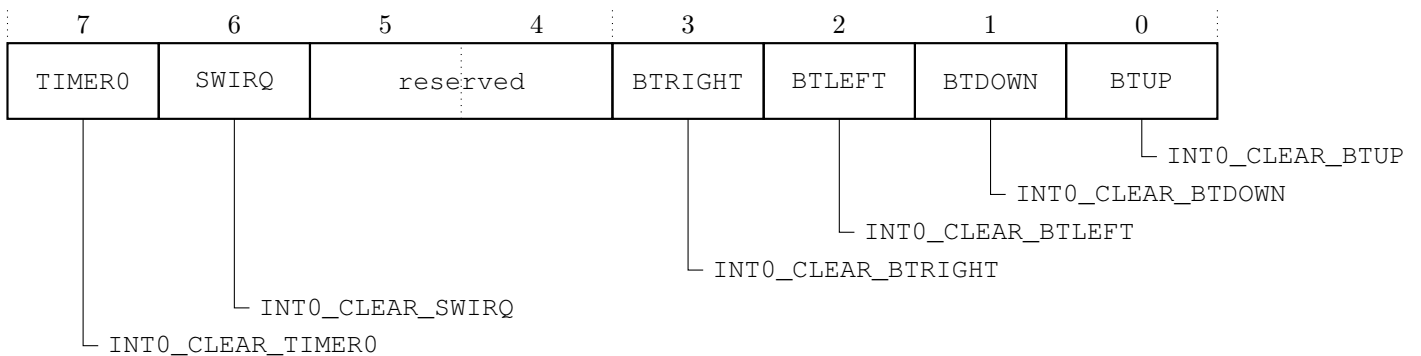 7 6 5 4 3 2 1 0
TIMER0 SWIRQ reserved BTRIGHT BTLEFT BTDOWN BTUP
INT0_CLEAR_BTUP
INT0_CLEAR_BTDOWN
INT0_CLEAR_BTLEFT
INT0_CLEAR_BTRIGHT
INT0_CLEAR_SWIRQ
INT0_CLEAR_TIMER0